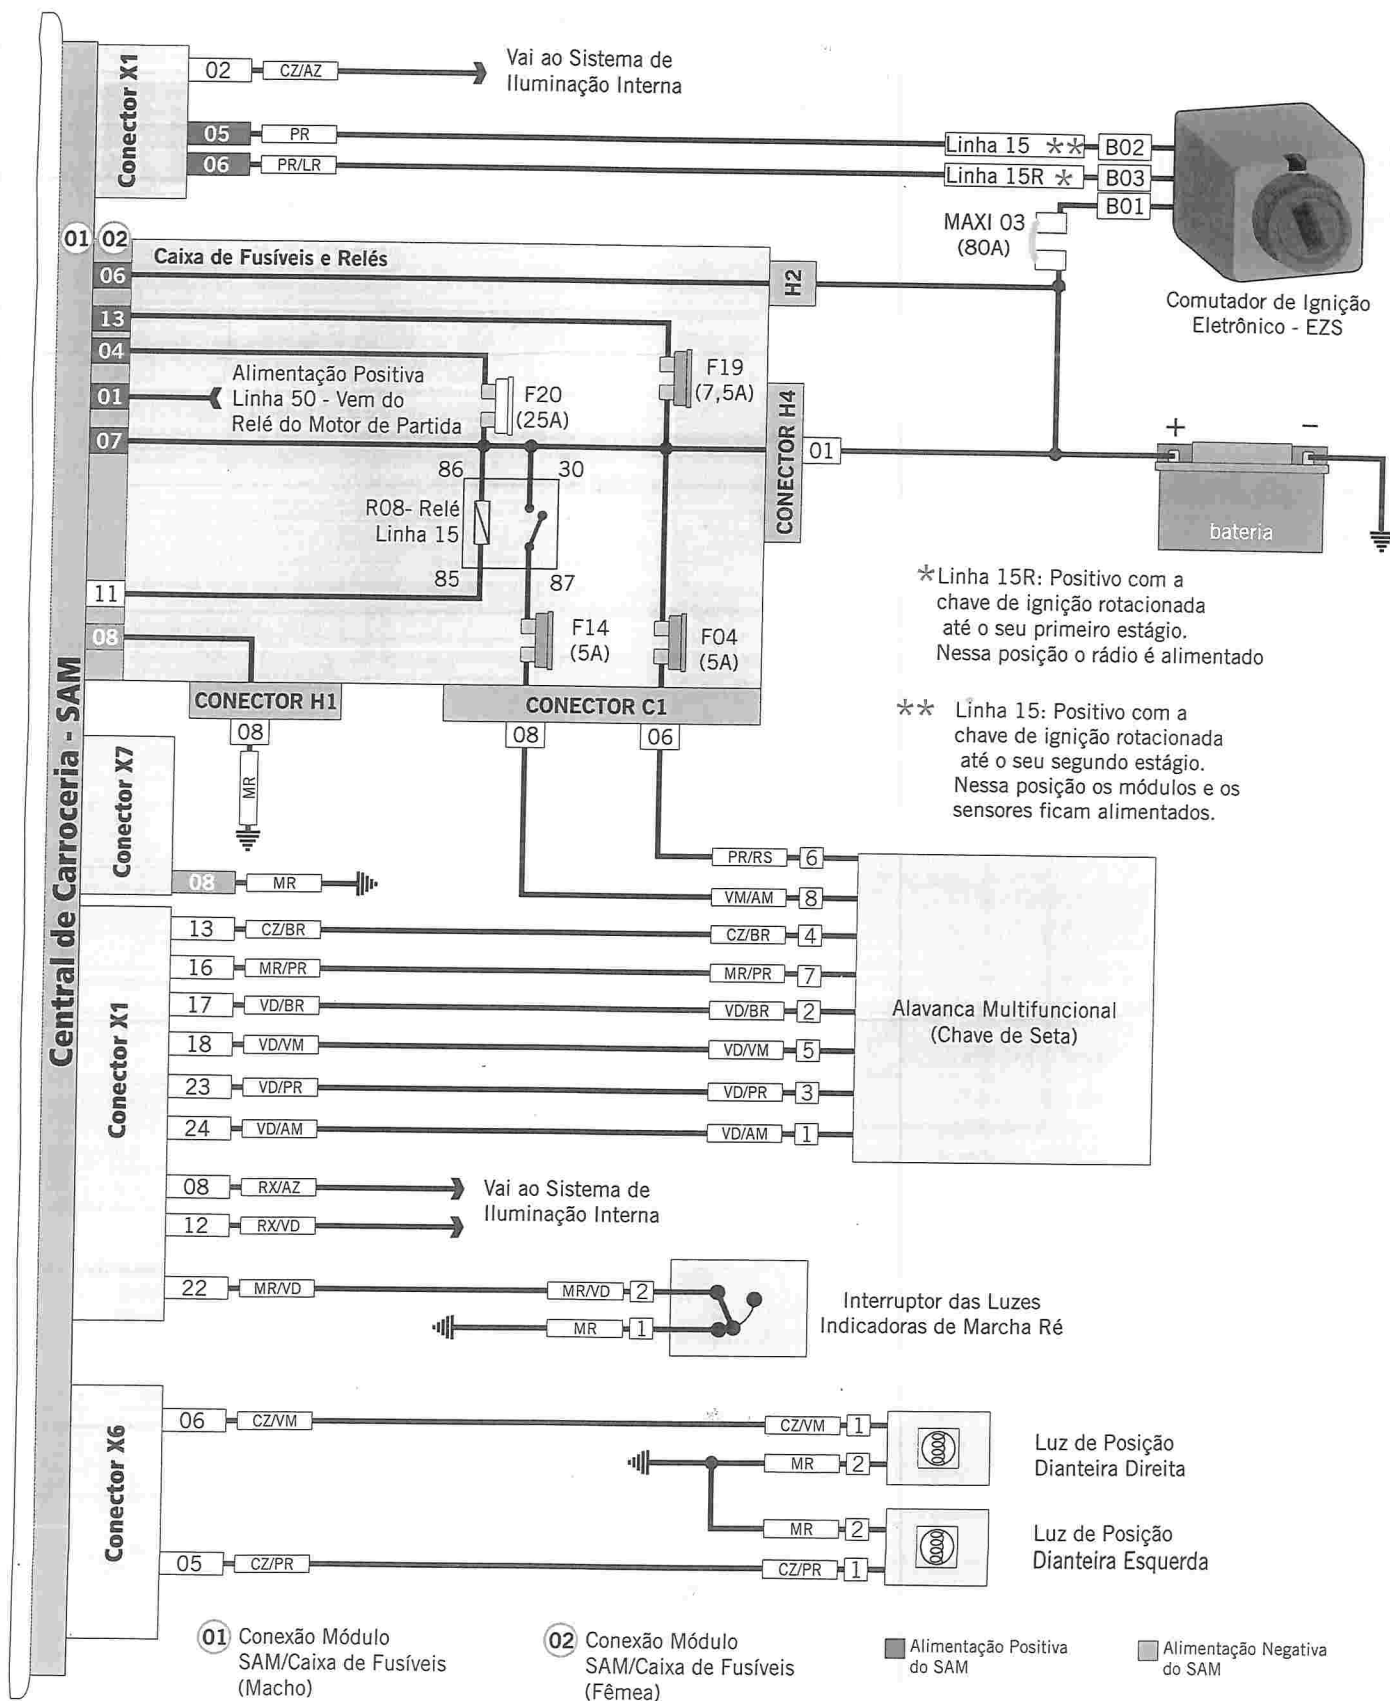 Central de Carroceria - SAM
Conector X1
02
CZ/AZ
Vai ao Sistema de
Iluminação Interna
05
PR
Linha 15 **
B02
06
PR/LR
Linha 15R *
B03
B01
MAXI 03
(80A)
Comutador de Ignição
Eletrônico - EZS
01
02
Caixa de Fusíveis e Relés
06
H2
13
04
01
07
Alimentação Positiva
Linha 50 - Vem do
Relé do Motor de Partida
F20
(25A)
F19
(7,5A)
CONECTOR H4
01
+
−
bateria
86
30
R08- Relé
Linha 15
85
87
11
08
F14
(5A)
F04
(5A)
CONECTOR H1
CONECTOR C1
08
08
06
MR
*Linha 15R: Positivo com a
chave de ignição rotacionada
até o seu primeiro estágio.
Nessa posição o rádio é alimentado
** Linha 15: Positivo com a
chave de ignição rotacionada
até o seu segundo estágio.
Nessa posição os módulos e os
sensores ficam alimentados.
Conector X7
08
MR
PR/RS
6
VM/AM
8
Conector X1
13
CZ/BR
CZ/BR
4
16
MR/PR
MR/PR
7
17
VD/BR
VD/BR
2
18
VD/VM
VD/VM
5
23
VD/PR
VD/PR
3
24
VD/AM
VD/AM
1
Alavanca Multifuncional
(Chave de Seta)
08
RX/AZ
12
RX/VD
Vai ao Sistema de
Iluminação Interna
22
MR/VD
MR/VD
2
MR
1
Interruptor das Luzes
Indicadoras de Marcha Ré
Conector X6
06
CZ/VM
CZ/VM
1
MR
2
Luz de Posição
Dianteira Direita
MR
2
05
CZ/PR
CZ/PR
1
Luz de Posição
Dianteira Esquerda
01 Conexão Módulo
SAM/Caixa de Fusíveis
(Macho)
02 Conexão Módulo
SAM/Caixa de Fusíveis
(Fêmea)
Alimentação Positiva
do SAM
Alimentação Negativa
do SAM